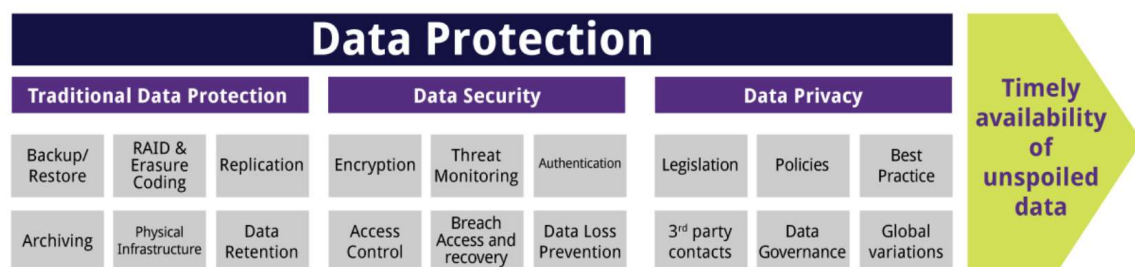 Data Protection
Traditional Data Protection
Data Security
Data Privacy
Timely
availability
of
unspoiled
data
Backup/
Restore
RAID &
Erasure
Coding
Replication
Encryption
Threat
Monitoring
Authentication
Legislation
Policies
Best
Practice
Archiving
Physical
Infrastructure
Data
Retention
Access
Control
Breach
Access and
recovery
Data Loss
Prevention
3rd party
contacts
Data
Governance
Global
variations